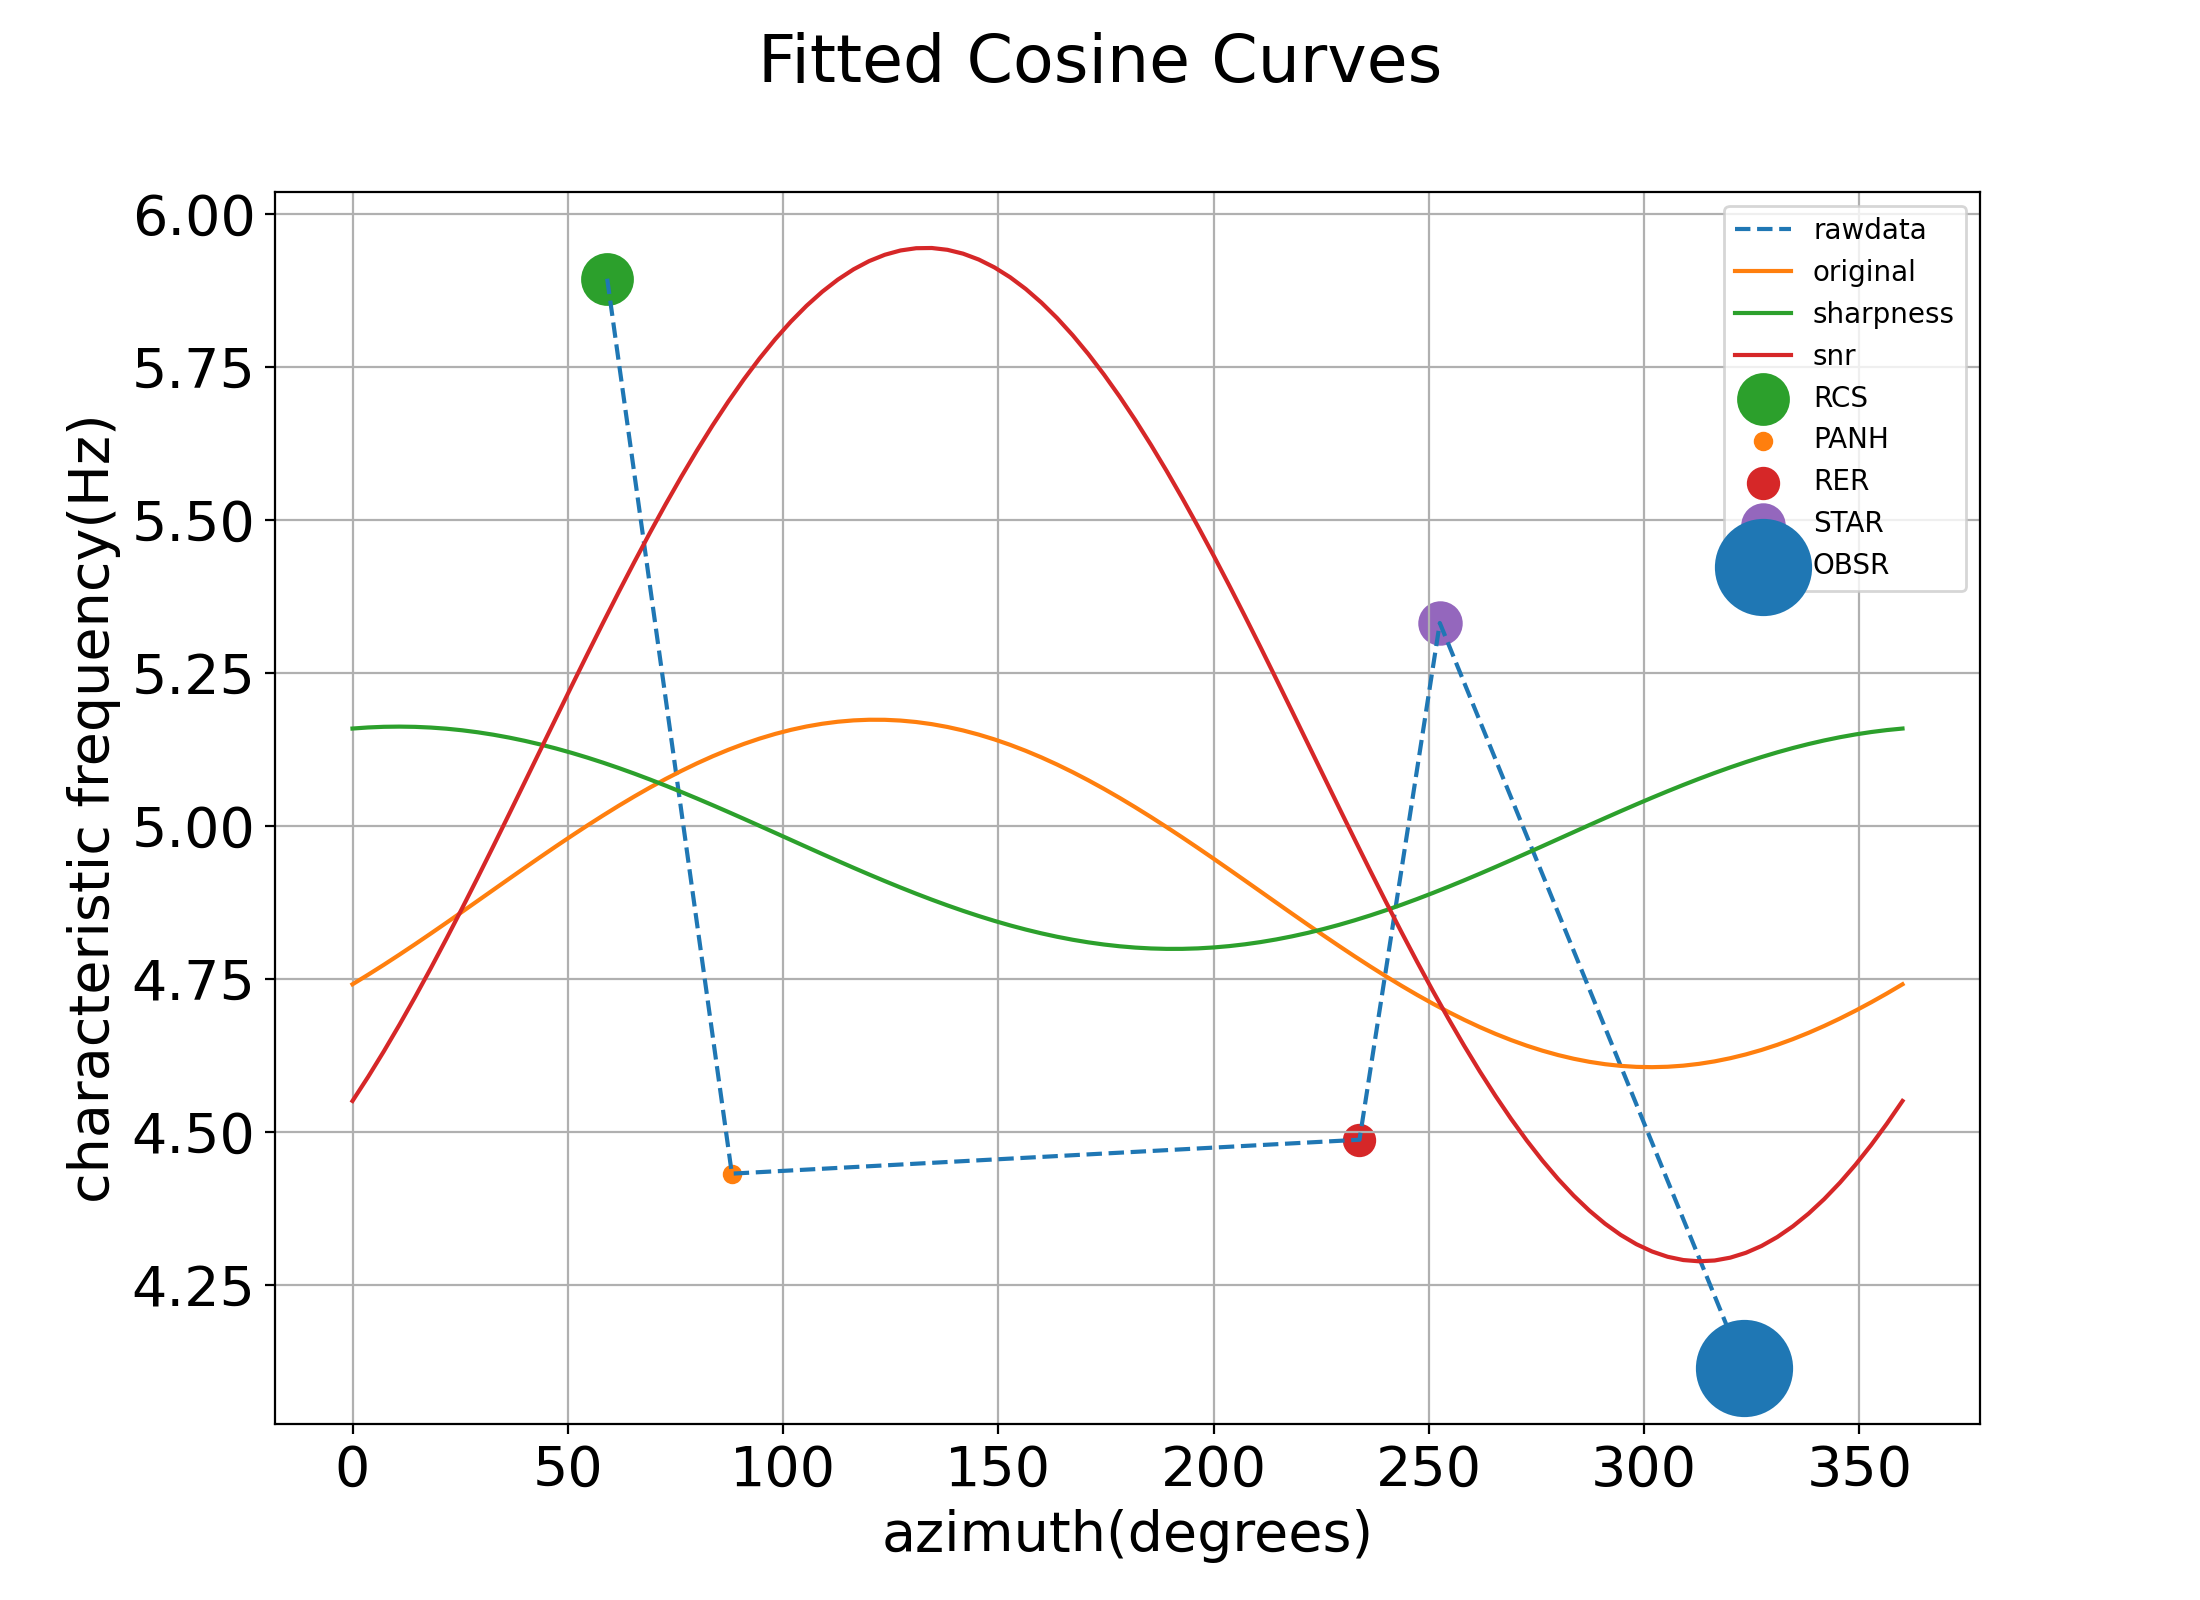 Fitted Cosine Curves
6.00
5.75
5.50
5.25
5.00
4.75
4.50
4.25
characteristic frequency(Hz)
rawdata
original
sharpness
snr
RCS
PANH
RER
STAR
OBSR
0 50 100 150 200 250 300 350
azimuth(degrees)